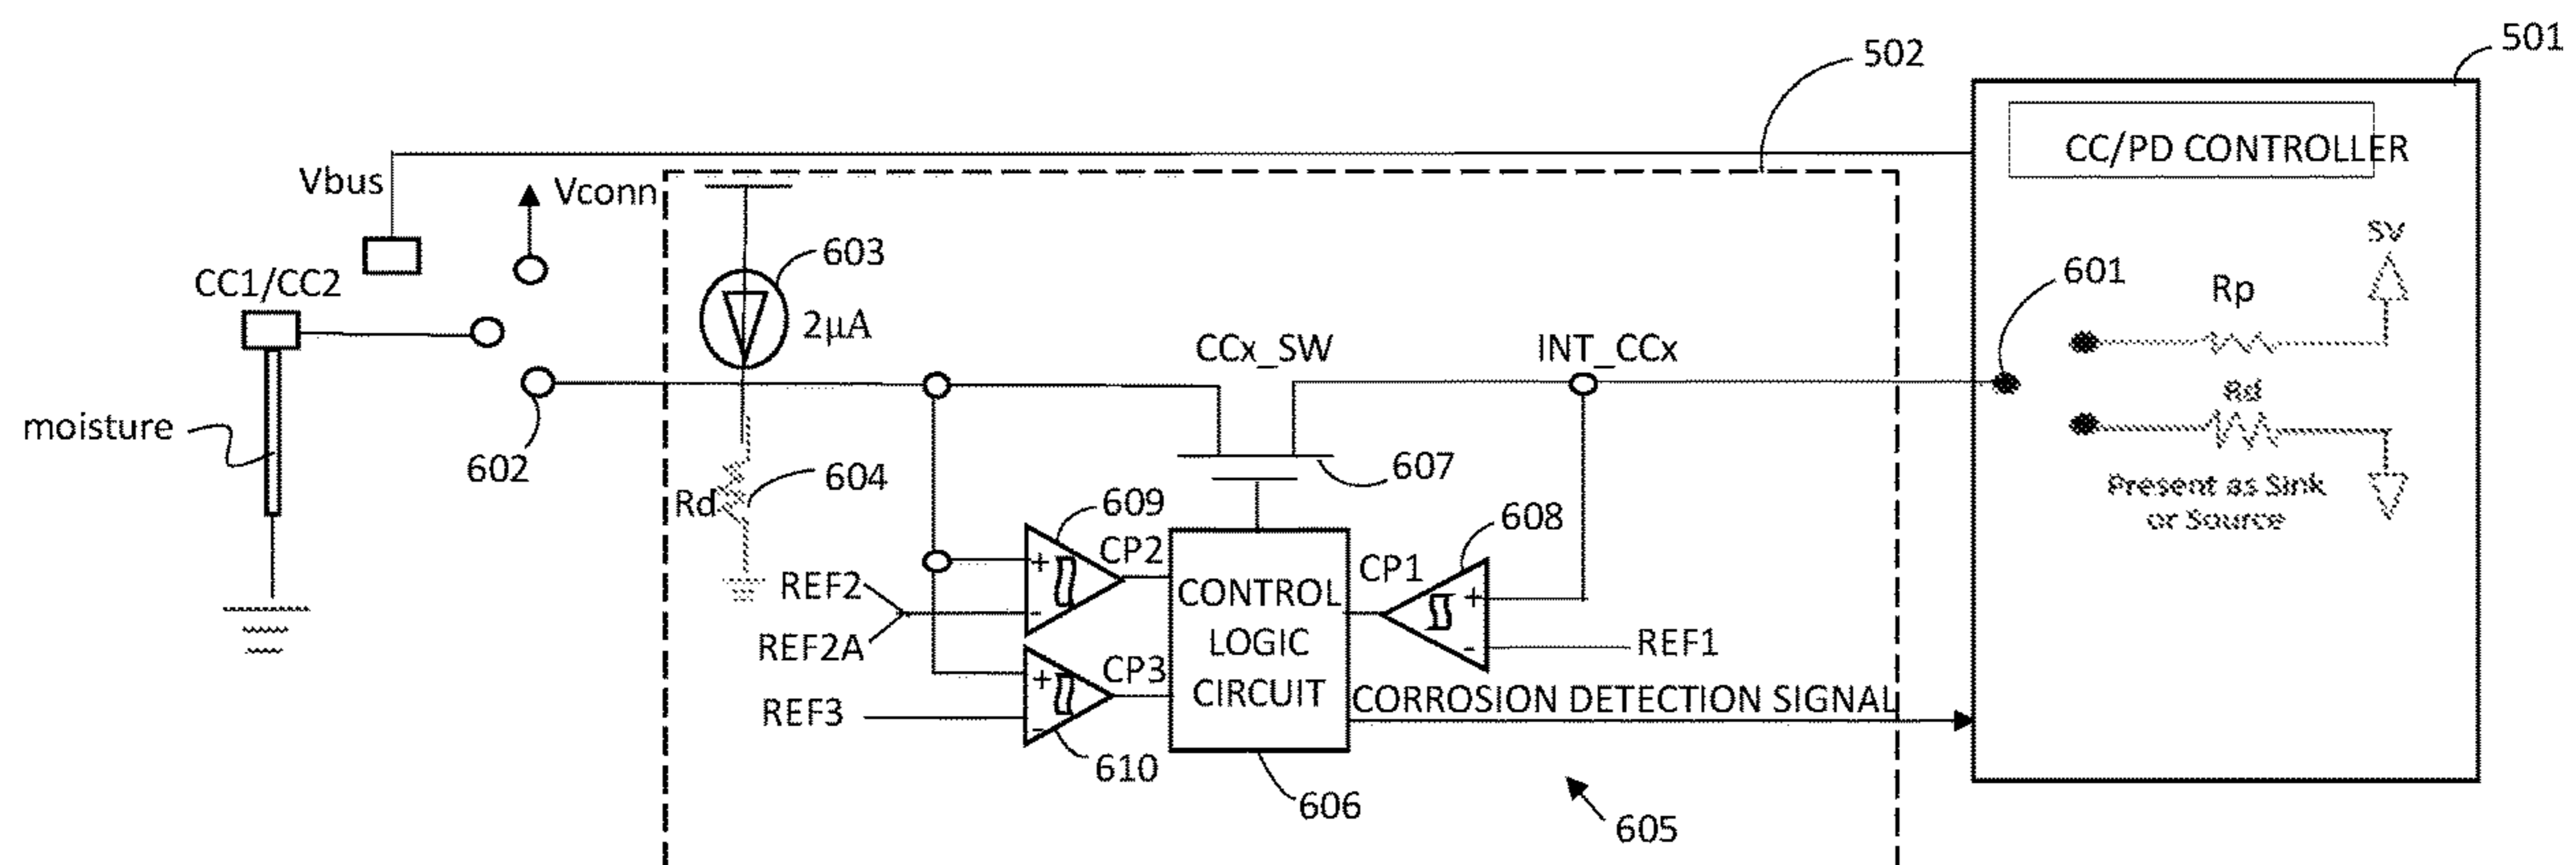 501
502
CC/PD CONTROLLER
Vbus
Vconn
5V
603
601
CC1/CC2
Rp
2µA
CCx_SW
INT_CCx
Rd
moisture
602
604
607
Rd
Present as Sink
or Source
609
608
REF2
+
CP2
CP1
+
CONTROL
LOGIC
CIRCUIT
-
REF2A
-
REF1
+
CP3
REF3
-
CORROSION DETECTION SIGNAL
610
606
605